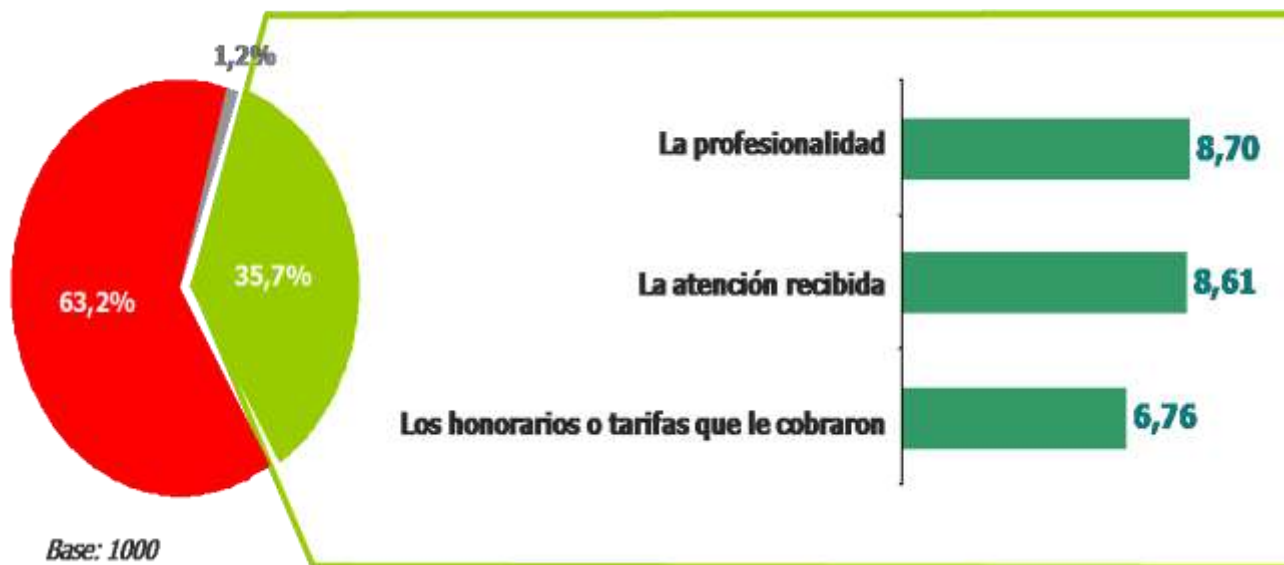 1,2%
63,2%
35,7%
La profesionalidad
8,70
La atención recibida
8,61
Los honorarios o tarifas que le cobraron
6,76
Base: 1000